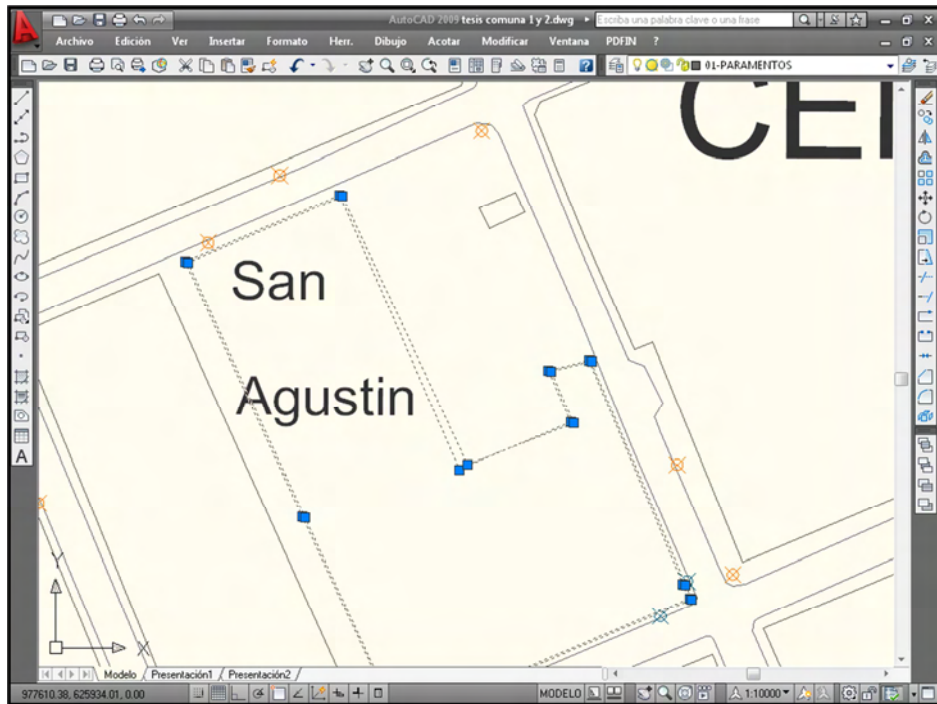 AutoCAD 2009 tesis comuna 1 y 2.dwg
Escriba una palabra clave o una frase
Archivo Edición Ver Insertar Formato Herr. Dibujo Acotar Modificar Ventana PDFIN ?
01-PARAMENTOS
CEN
San
Agustin
A
Y
X
Modelo Presentación1 Presentación2
977610.38, 625934.01, 0.00
MODELO
1:10000